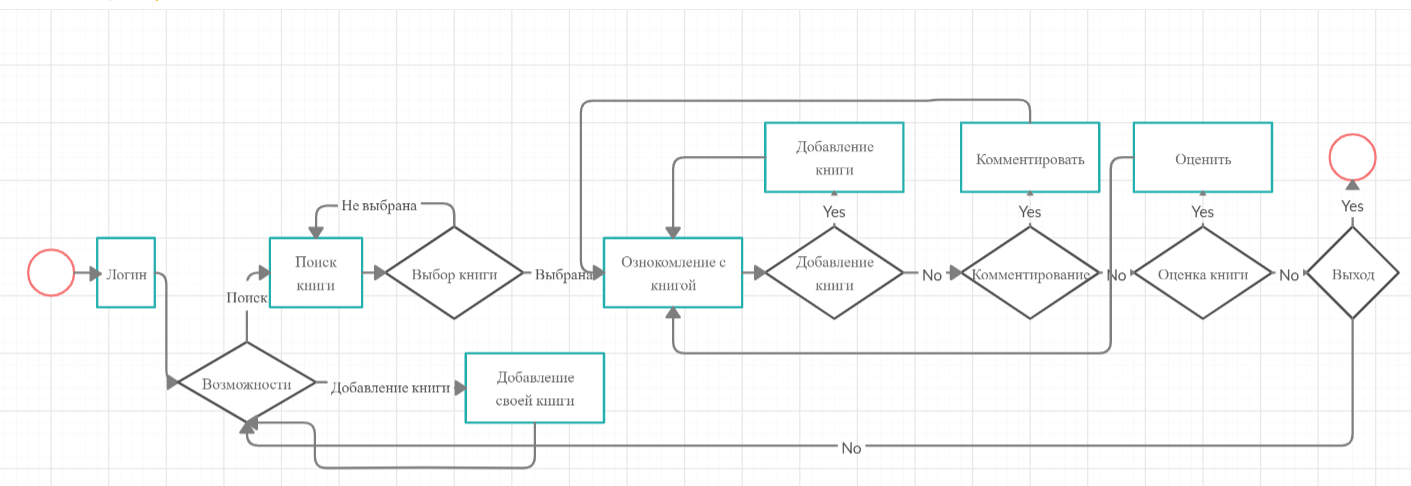 Добавление
книги
Комментировать
Оценить
Не выбрана
Yes
Yes
Yes
Yes
Логин
Поиск
книги
Выбор книги
Выбрана
Ознокомление с
книгой
Добавление
книги
No
Комментирование
No
Оценка книги
No
Выход
Поиск
Возможности
Добавление книги
Добавление
своей книги
No